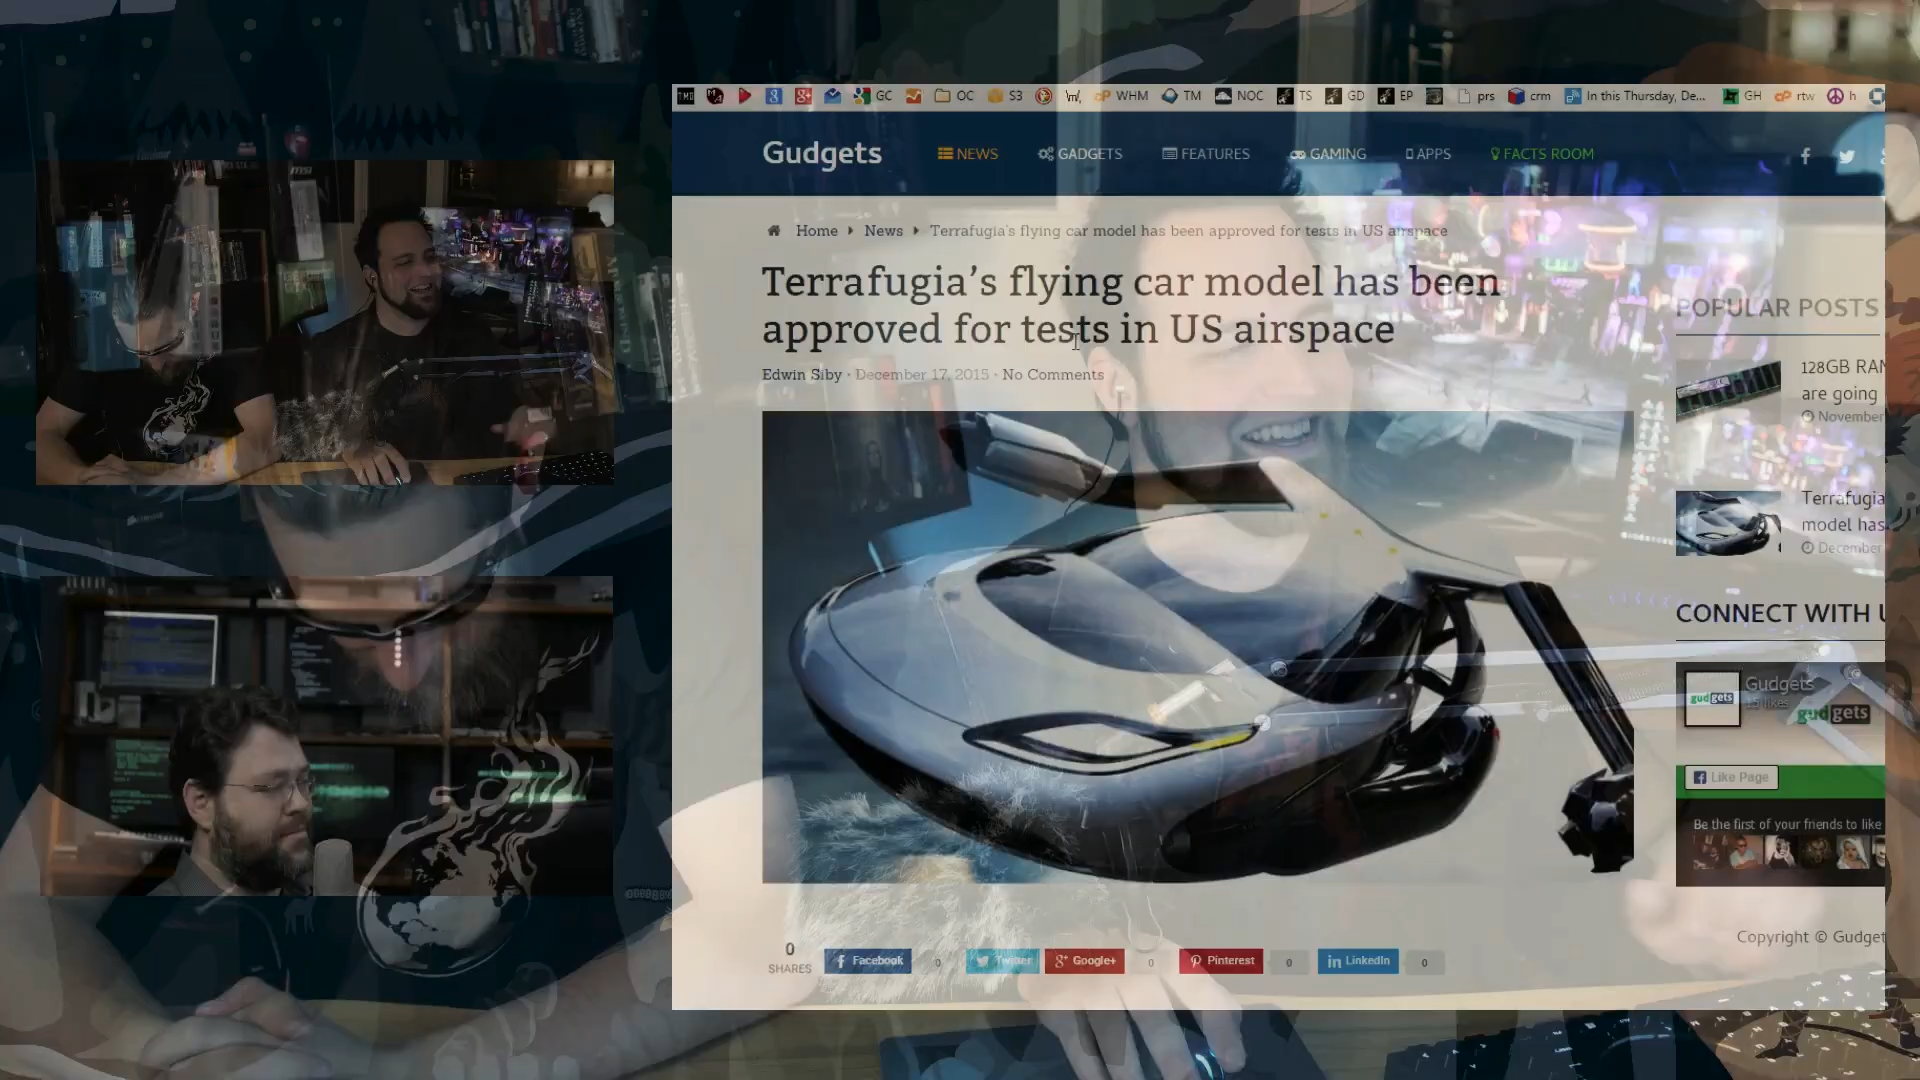 GC
OC
S3
WHM
TM
NOC
TS
GD
EP
prs
crm
In this Thursday, De...
GH
rtw
h
Gudgets
NEWS
GADGETS
FEATURES
GAMING
APPS
FACTS ROOM
Home
News
Terrafugia's flying car model has been approved for tests in US airspace
Terrafugia's flying car model has been
approved for tests in US airspace
Edwin Siby · December 17, 2015 · No Comments
POPULAR POSTS
128GB RAM
are going
November
Terrafugia
model has
December
CONNECT WITH U
Gudgets
gudgets
gudgets
Like Page
Be the first of your friends to like
0
SHARES
Facebook
0
Twitter
Google+
0
Pinterest
0
LinkedIn
0
Copyright © Gudget